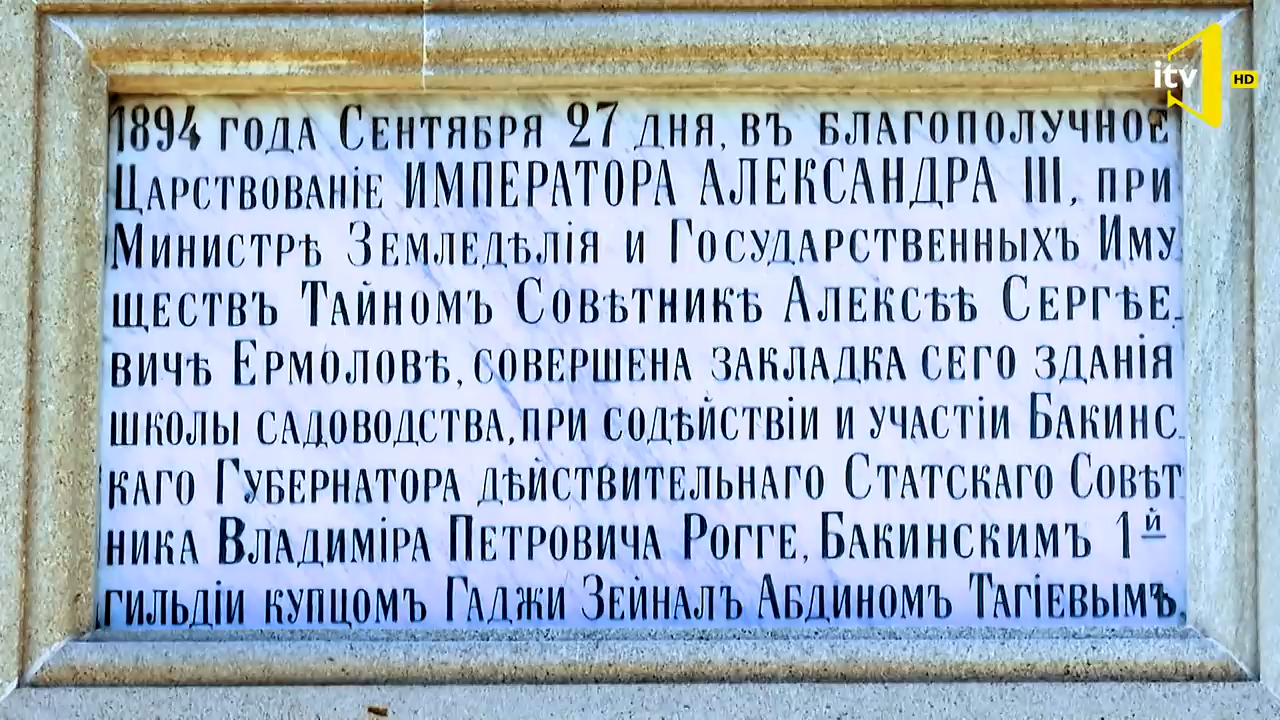 1894 года Сентября 27 дня, въ благополучное
Царствованіе ИМПЕРАТОРА АЛЕКСАНДРА III, при
Министрѣ Земледѣлія и Государственныхъ Иму
ществъ Тайномъ Совѣтникѣ Алексѣѣ Сергѣе-
вичѣ Ермоловѣ, совершена закладка сего зданія
школы садоводства, при содѣйствіи и участіи Бакинс-
каго Губернатора дѣйствительнаго Статскаго Совѣт
ника Владиміра Петровича Рогге, Бакинскимъ 1й
гильдіи купцомъ Гаджи Зейналъ Абдиномъ Тагіевымъ.
itv HD